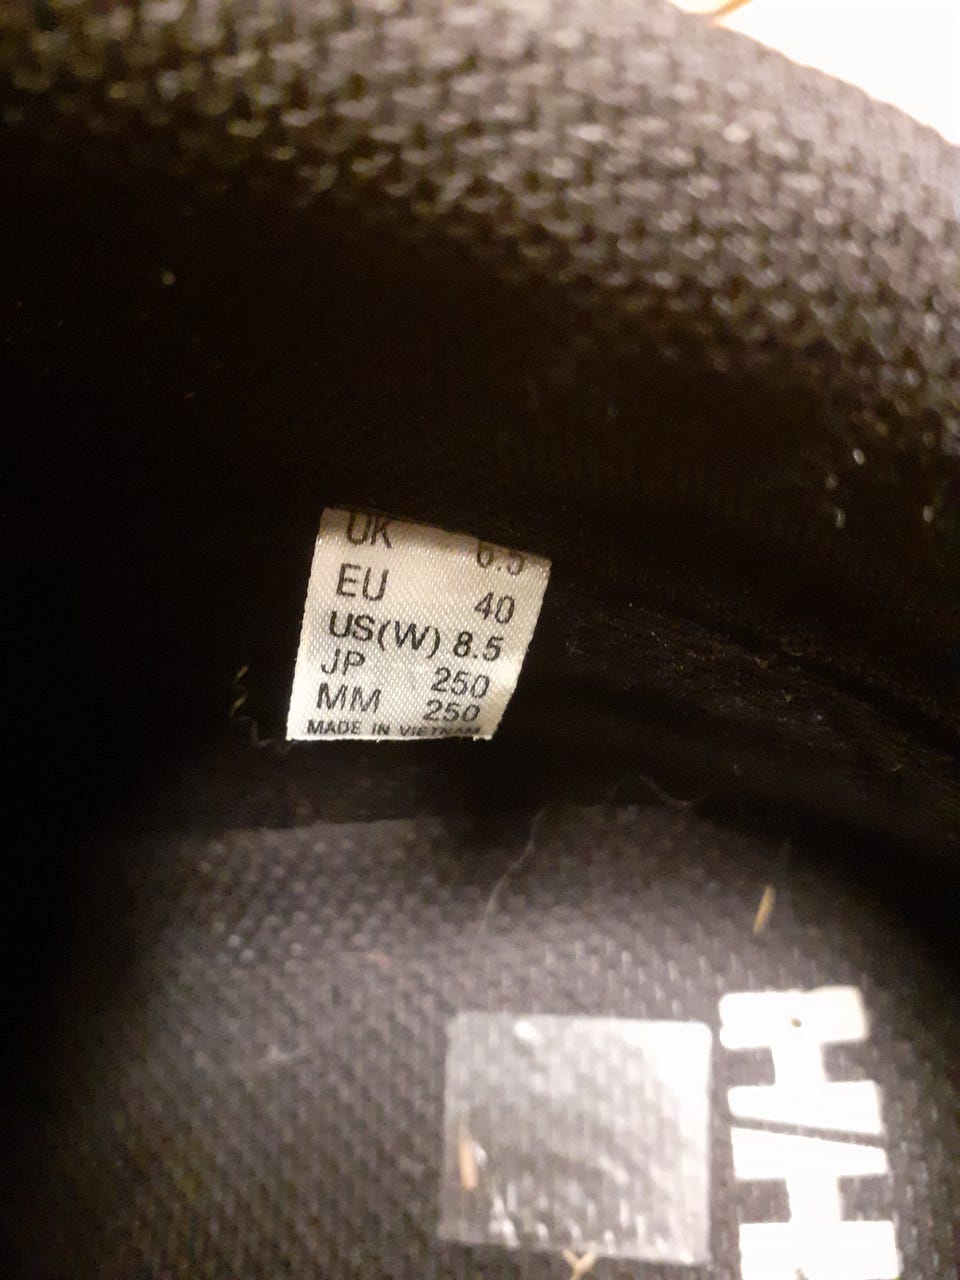 UK 6.5
EU 40
US(W) 8.5
JP 250
MM 250
MADE IN VIETNAM